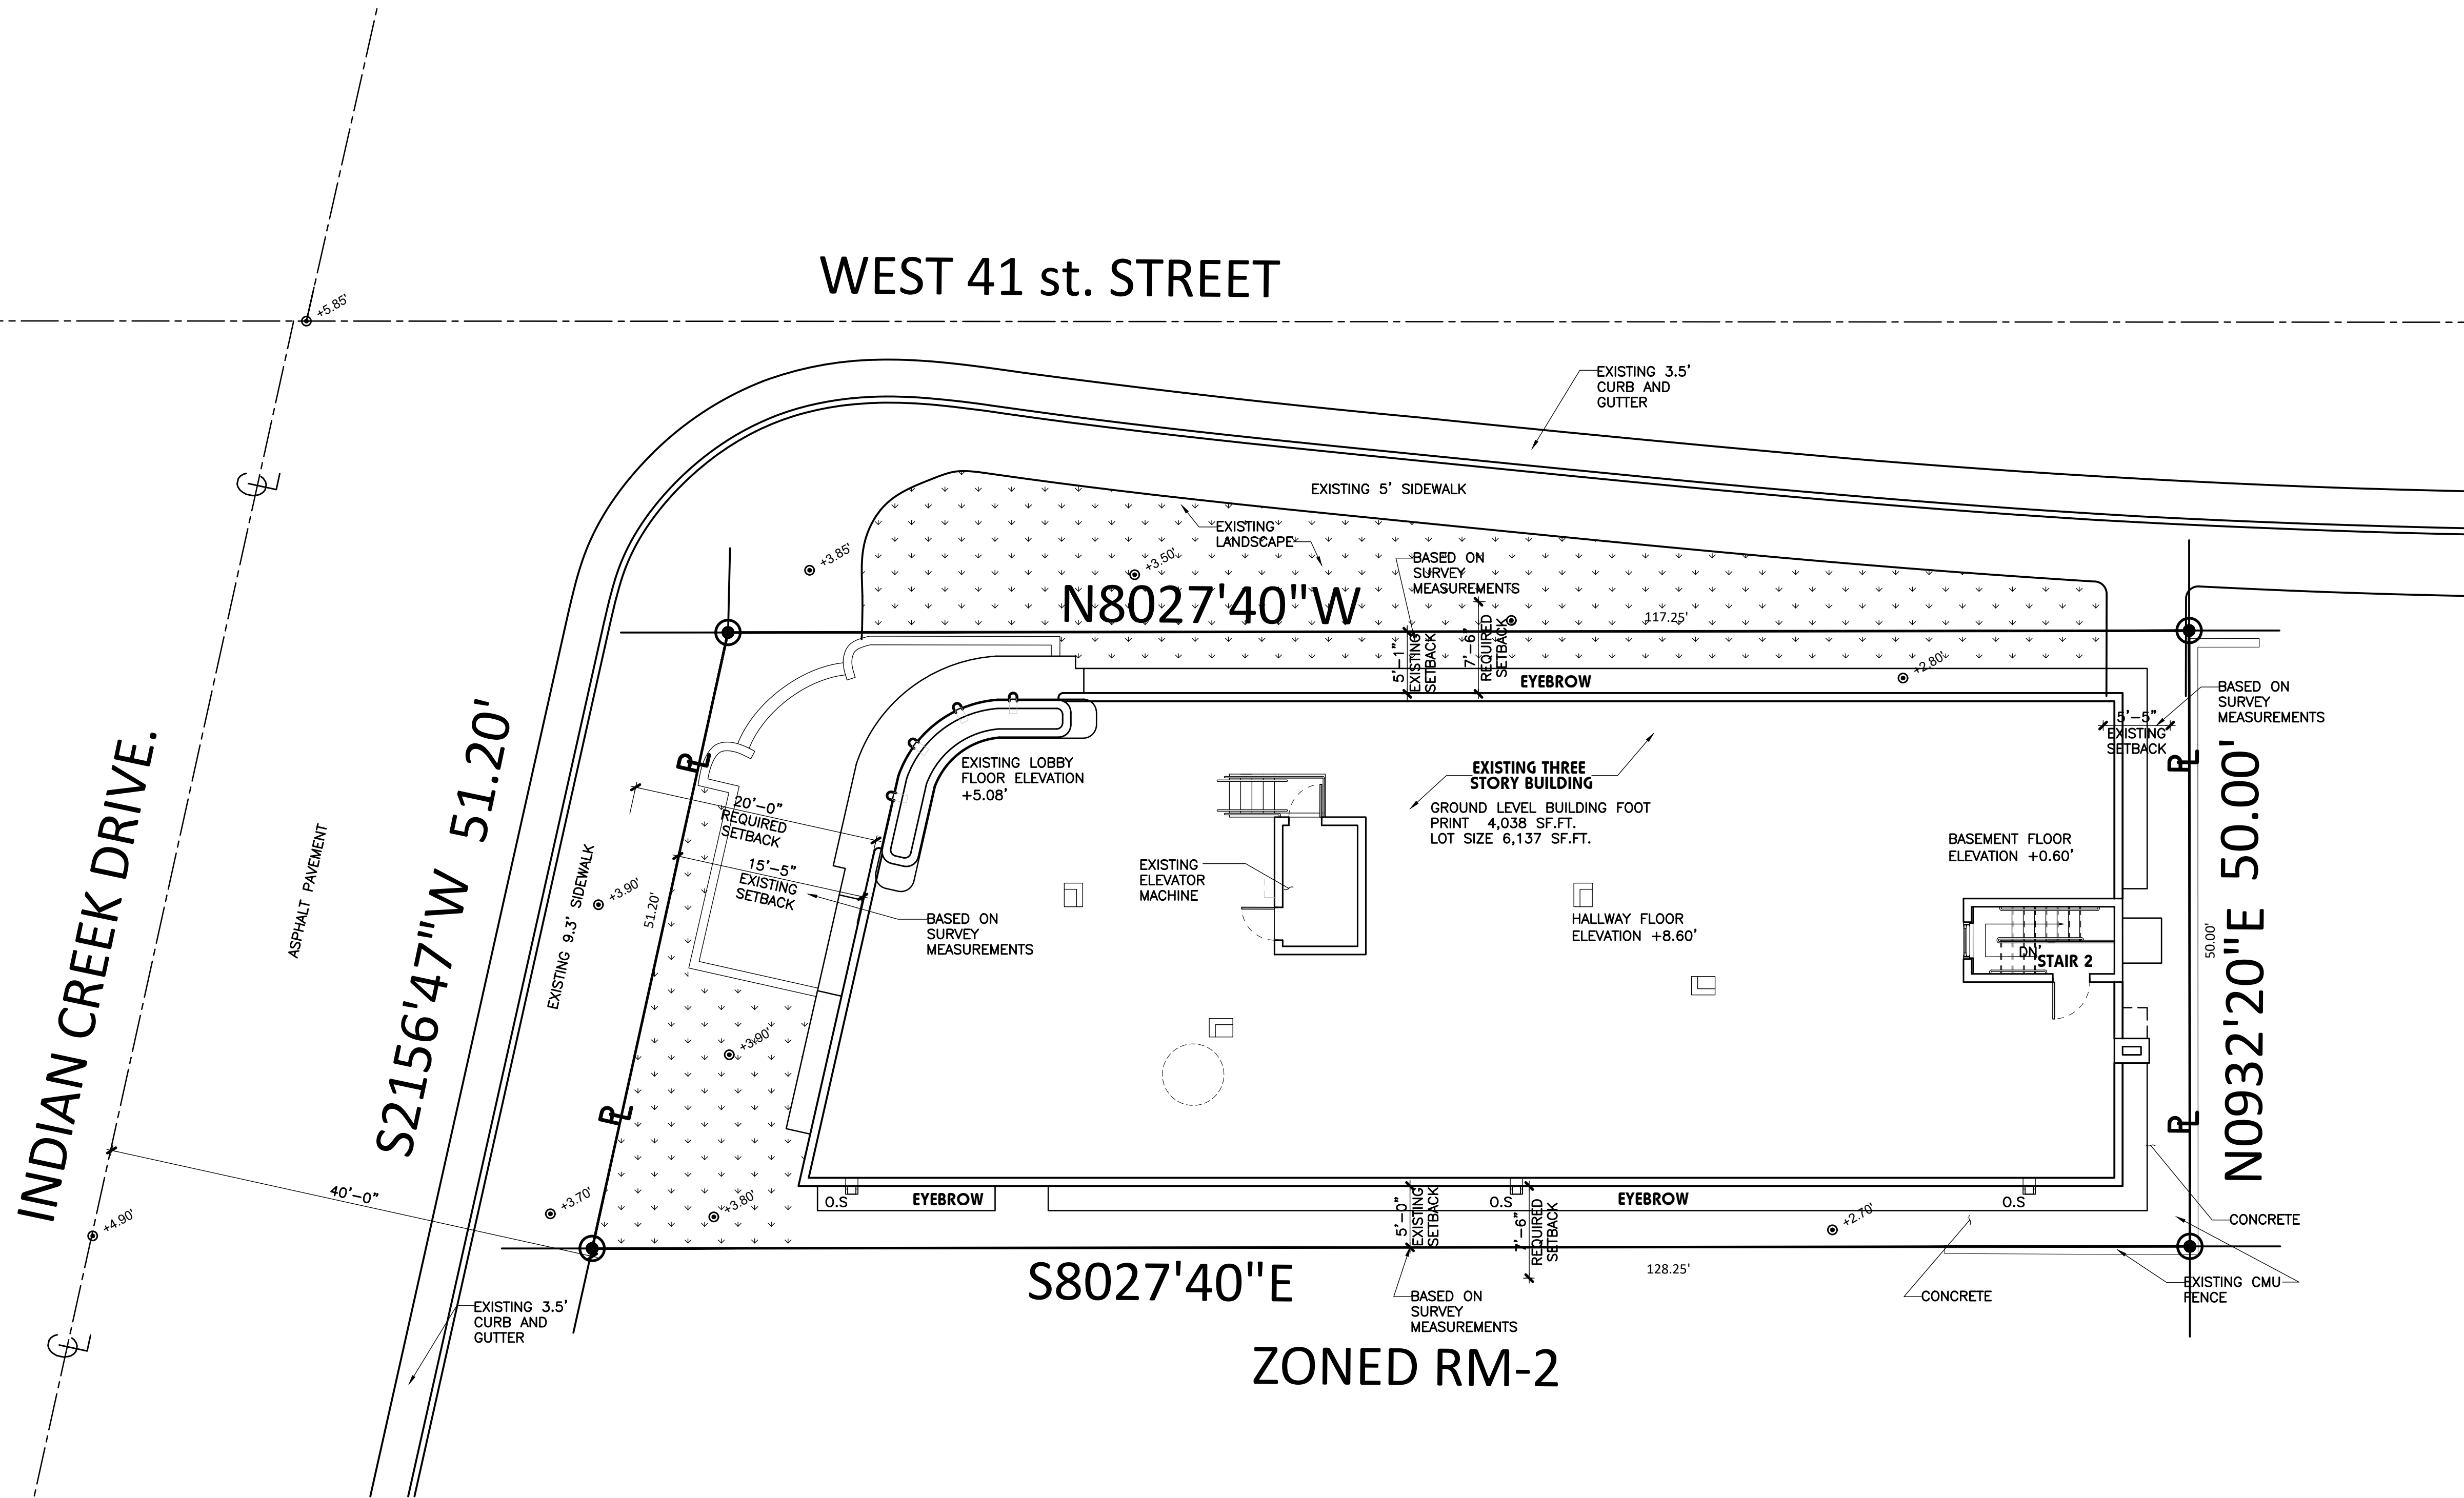 WEST 41 st. STREET
+5.85'
EXISTING 3.5'
CURB AND
GUTTER
EXISTING 5' SIDEWALK
EXISTING
LANDSCAPE
+3.85'
+3.50'
BASED ON
SURVEY
MEASUREMENTS
N8027'40"W
117.25'
5'-1"
EXISTING
SETBACK
7'-6"
REQUIRED
SETBACK
+2.80'
EYEBROW
BASED ON
SURVEY
MEASUREMENTS
5'-5"
EXISTING
SETBACK
INDIAN CREEK DRIVE.
ASPHALT PAVEMENT
S2156'47"W 51.20'
EXISTING 9.3' SIDEWALK
+3.90'
51.20'
20'-0"
REQUIRED
SETBACK
15'-5"
EXISTING
SETBACK
BASED ON
SURVEY
MEASUREMENTS
EXISTING LOBBY
FLOOR ELEVATION
+5.08'
EXISTING THREE
STORY BUILDING
GROUND LEVEL BUILDING FOOT
PRINT 4,038 SF.FT.
LOT SIZE 6,137 SF.FT.
EXISTING
ELEVATOR
MACHINE
BASEMENT FLOOR
ELEVATION +0.60'
HALLWAY FLOOR
ELEVATION +8.60'
DN'
STAIR 2
50.00'
N0932'20"E 50.00'
PL
PL
PL
PL
CL
CL
+3.90'
40'-0"
+4.90'
+3.70'
+3.80'
O.S
EYEBROW
5'-0"
EXISTING
SETBACK
O.S
7'-6"
REQUIRED
SETBACK
EYEBROW
+2.70'
O.S
CONCRETE
S8027'40"E
128.25'
BASED ON
SURVEY
MEASUREMENTS
CONCRETE
EXISTING CMU
FENCE
EXISTING 3.5'
CURB AND
GUTTER
ZONED RM-2